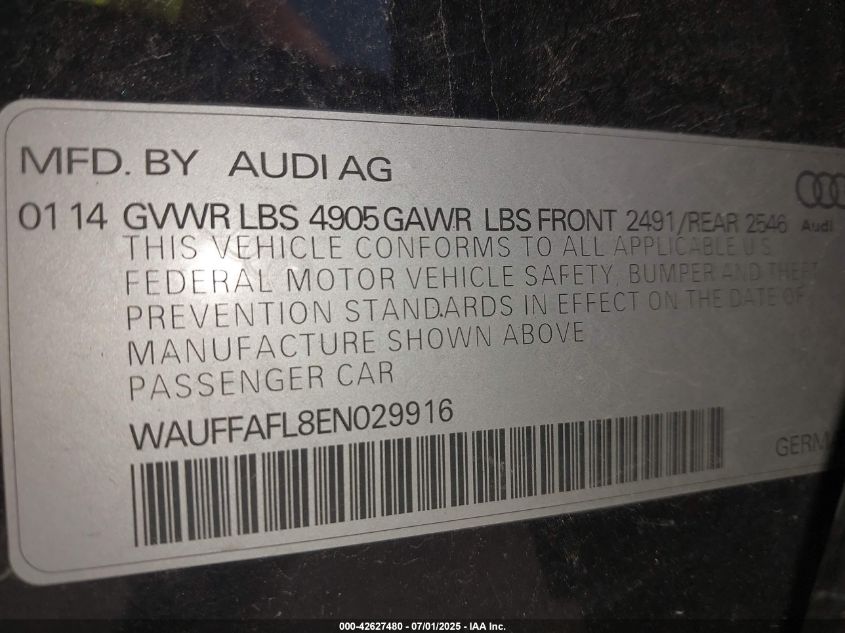 MFD. BY AUDI AG
01 14 GVWR LBS 4905 GAWR LBS FRONT 2491/REAR 2546
Audi
THIS VEHICLE CONFORMS TO ALL APPLICABLE U.S.
FEDERAL MOTOR VEHICLE SAFETY, BUMPER AND THEFT
PREVENTION STANDARDS IN EFFECT ON THE DATE OF
MANUFACTURE SHOWN ABOVE
PASSENGER CAR
WAUFFAFL8EN029916
GERM
000-42627480 - 07/01/2025 - IAA Inc.